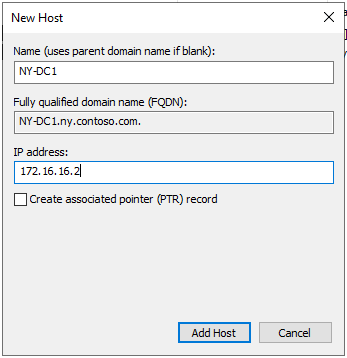 New Host
Name (uses parent domain name if blank):
NY-DC1
Fully qualified domain name (FQDN):
NY-DC1.ny.contoso.com.
IP address:
172.16.16.2
Create associated pointer (PTR) record
Add Host
Cancel